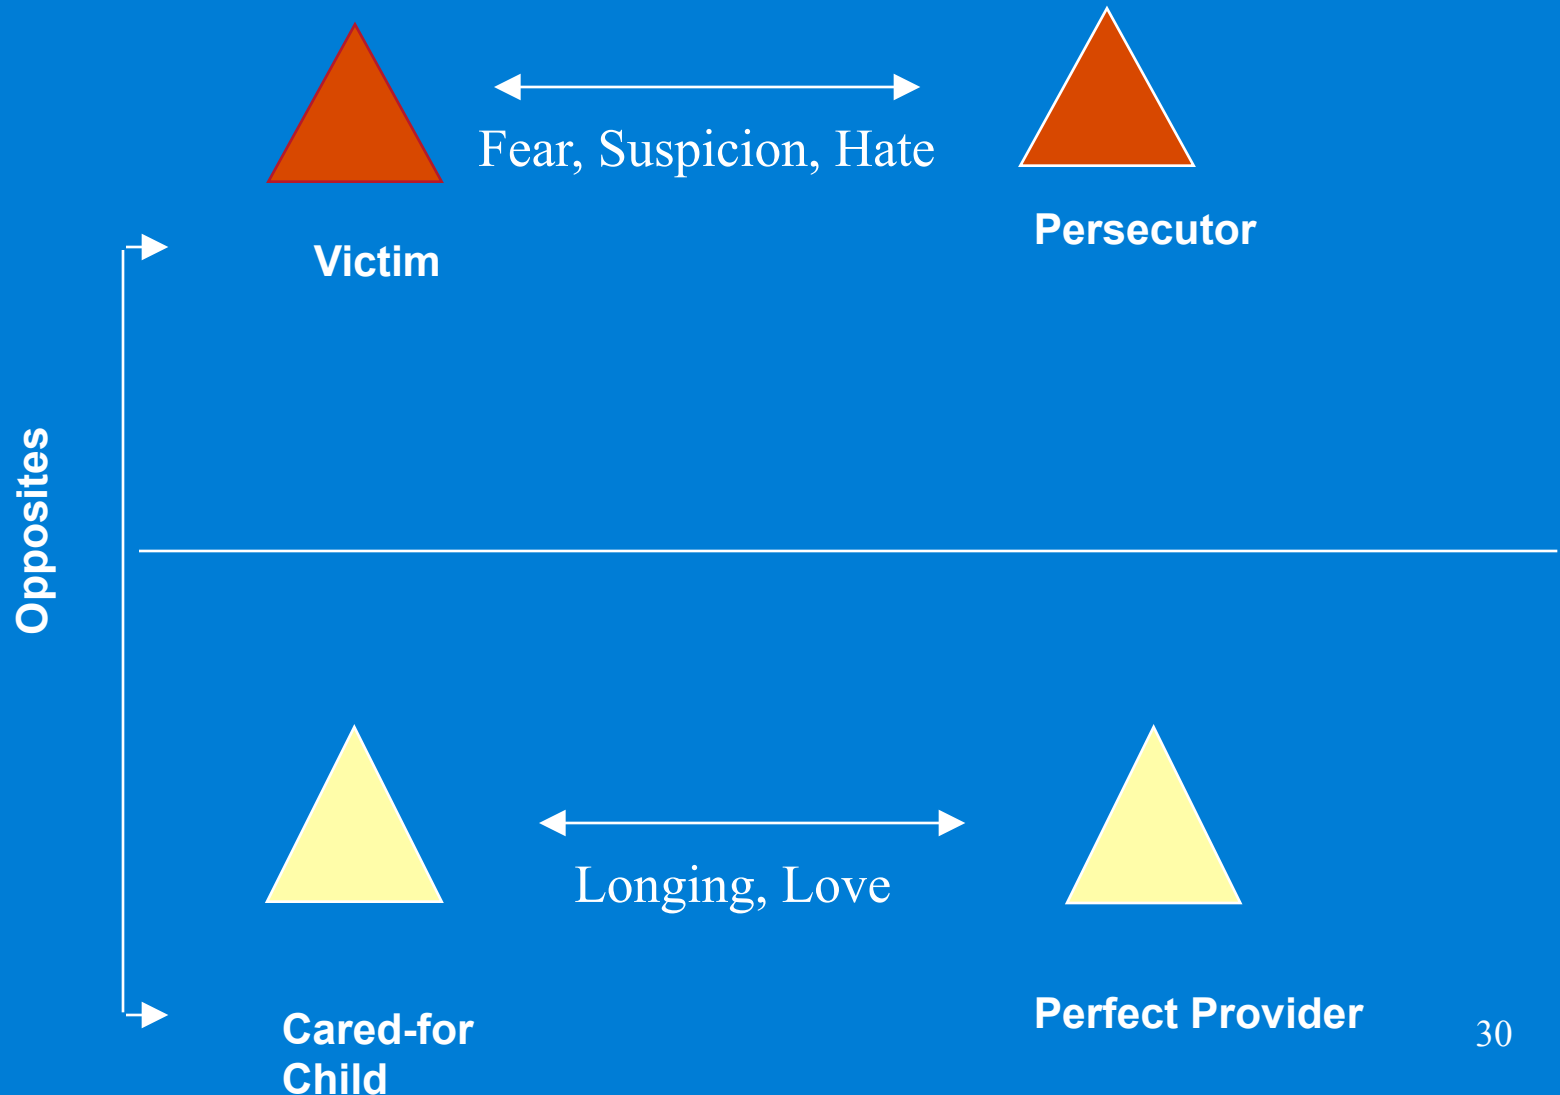 Fear, Suspicion, Hate
Persecutor
Victim
Opposites
Longing, Love
Perfect Provider
Cared-for
Child
30